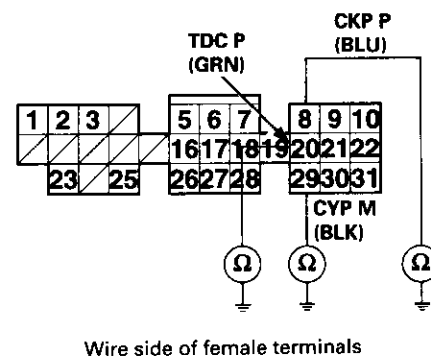 CKP P
(BLU)
TDC P
(GRN)
1 2 3 5 6 7 8 9 10
16 17 18 19 20 21 22
23 25 26 27 28 29 30 31
CYP M
(BLK)
Ω Ω Ω
Wire side of female terminals